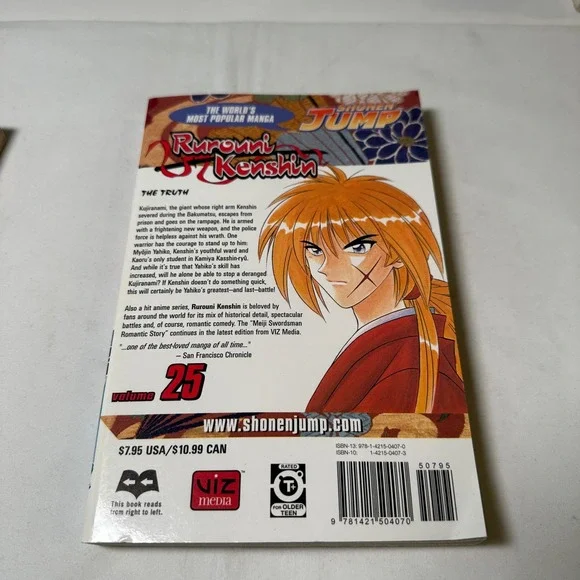 THE WORLD'S
MOST POPULAR MANGA
SHONEN
JUMP
Rurouni
Kenshin
THE TRUTH
Kujiranami, the giant whose right arm Kenshin
severed during the Bakumatsu, escapes from
prison and goes on the rampage. He is armed
with a frightening new weapon, and the police
force is helpless against his wrath. One
warrior has the courage to stand up to him:
Myōjin Yahiko, Kenshin's youthful ward and
Kaoru's only student in Kamiya Kasshin-ryū.
And while it's true that Yahiko's skill has
increased, will he alone be able to stop a deranged
Kujiranami? If Kenshin doesn't do something quick,
this will certainly be Yahiko's greatest—and last—battle!
Also a hit anime series, Rurouni Kenshin is beloved by
fans around the world for its mix of historical detail, spectacular
battles and, of course, romantic comedy. The "Meiji Swordsman
Romantic Story" continues in the latest edition from VIZ Media.
"...one of the best-loved manga of all time..."
— San Francisco Chronicle
volume 25
www.shonenjump.com
$7.95 USA/$10.99 CAN
ISBN-13: 978-1-4215-0407-0
ISBN-10: 1-4215-0407-3
50795
This book reads
from right to left.
VIZ
media
RATED
T+
FOR OLDER
TEEN
9 781421 504070